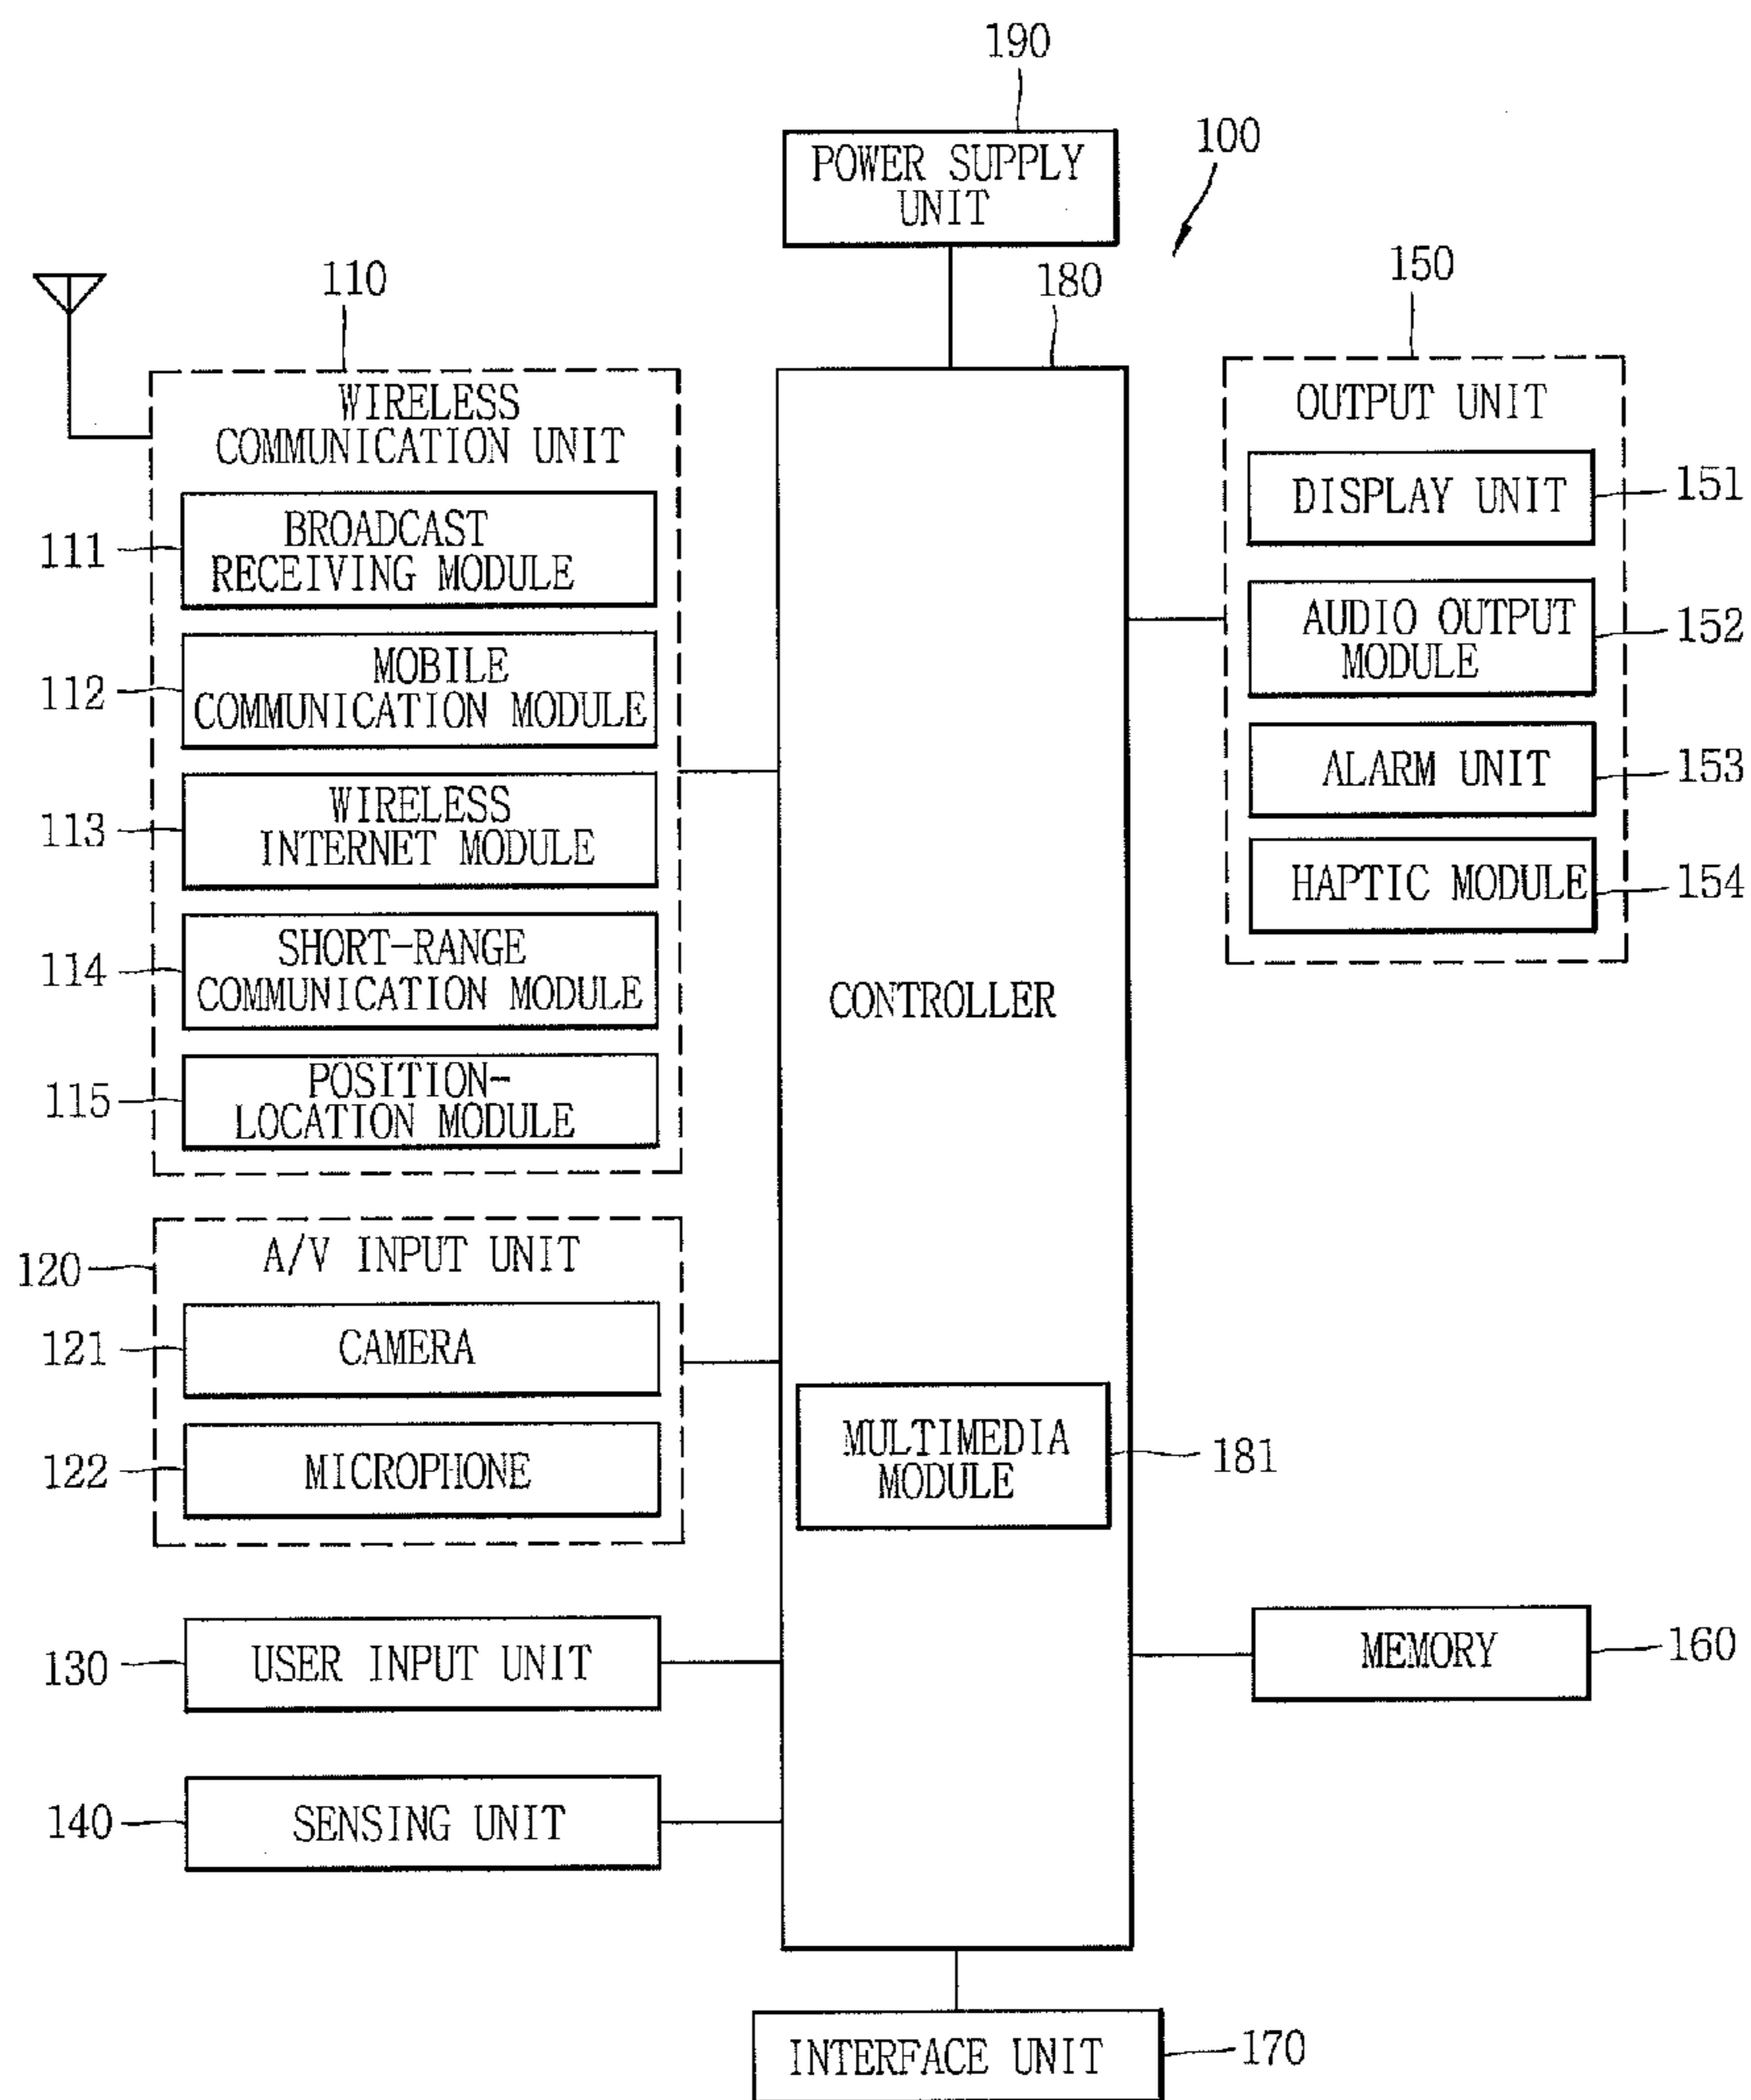 190
POWER SUPPLY
UNIT
100
110
180
150
WIRELESS
COMMUNICATION UNIT
111
BROADCAST
RECEIVING MODULE
112
MOBILE
COMMUNICATION MODULE
113
WIRELESS
INTERNET MODULE
114
SHORT-RANGE
COMMUNICATION MODULE
115
POSITION-
LOCATION MODULE
120
A/V INPUT UNIT
121
CAMERA
122
MICROPHONE
130
USER INPUT UNIT
140
SENSING UNIT
CONTROLLER
MULTIMEDIA
MODULE
181
OUTPUT UNIT
DISPLAY UNIT
151
AUDIO OUTPUT
MODULE
152
ALARM UNIT
153
HAPTIC MODULE
154
MEMORY
160
INTERFACE UNIT
170